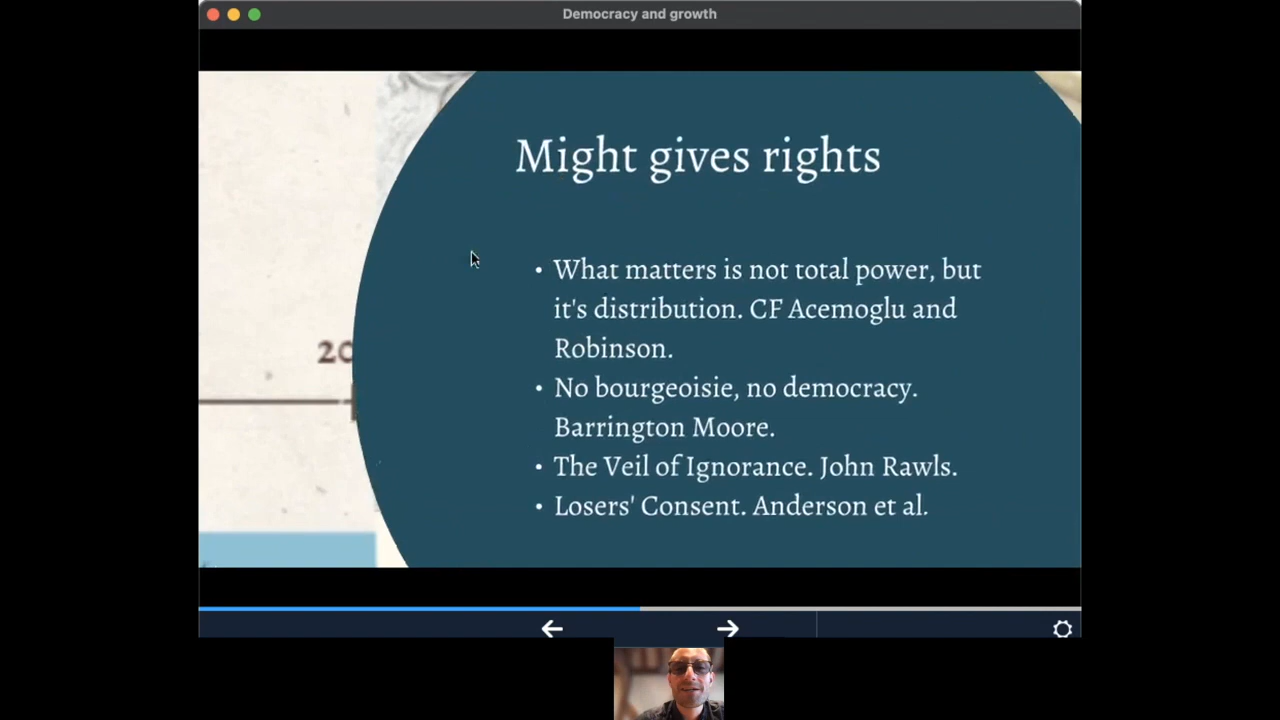 Democracy and growth
Might gives rights
• What matters is not total power, but
it's distribution. CF Acemoglu and
Robinson.
20
• No bourgeoisie, no democracy.
Barrington Moore.
• The Veil of Ignorance. John Rawls.
• Losers' Consent. Anderson et al.